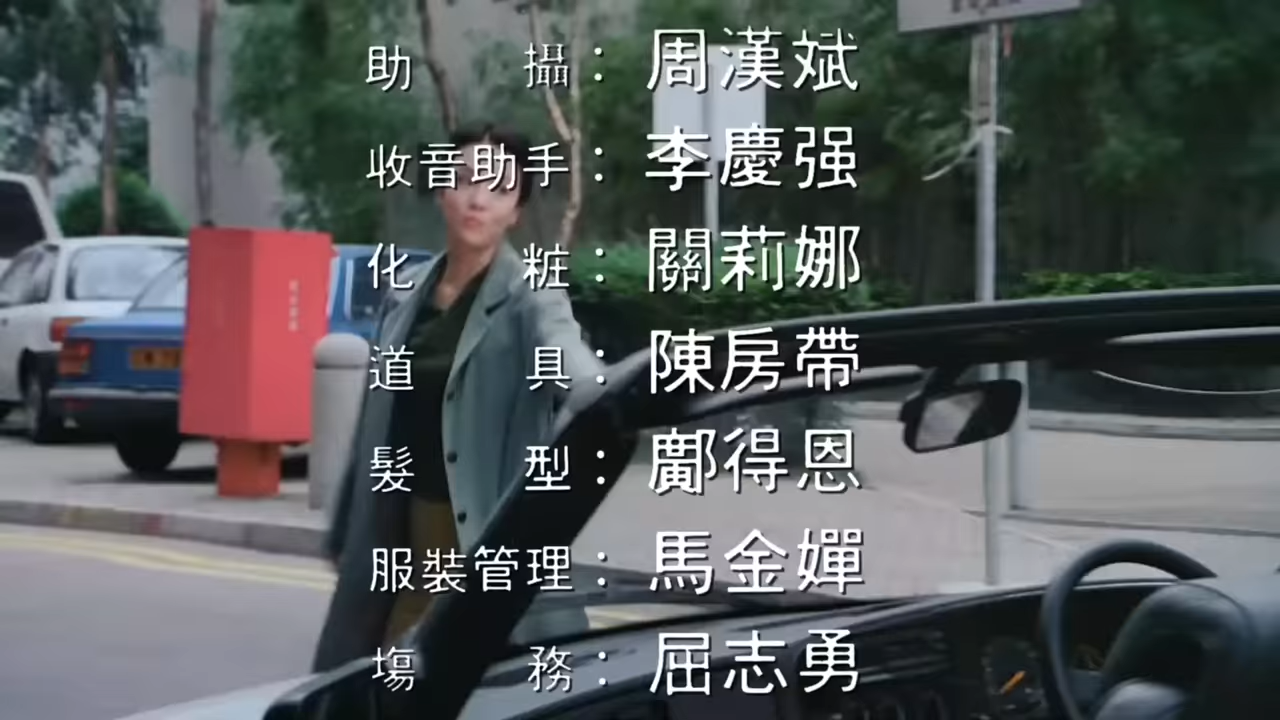 助攝：周漢斌
收音助手：李慶强
化粧：關莉娜
道具：陳房帶
髮型：鄺得恩
服裝管理：馬金嬋
塲務：屈志勇